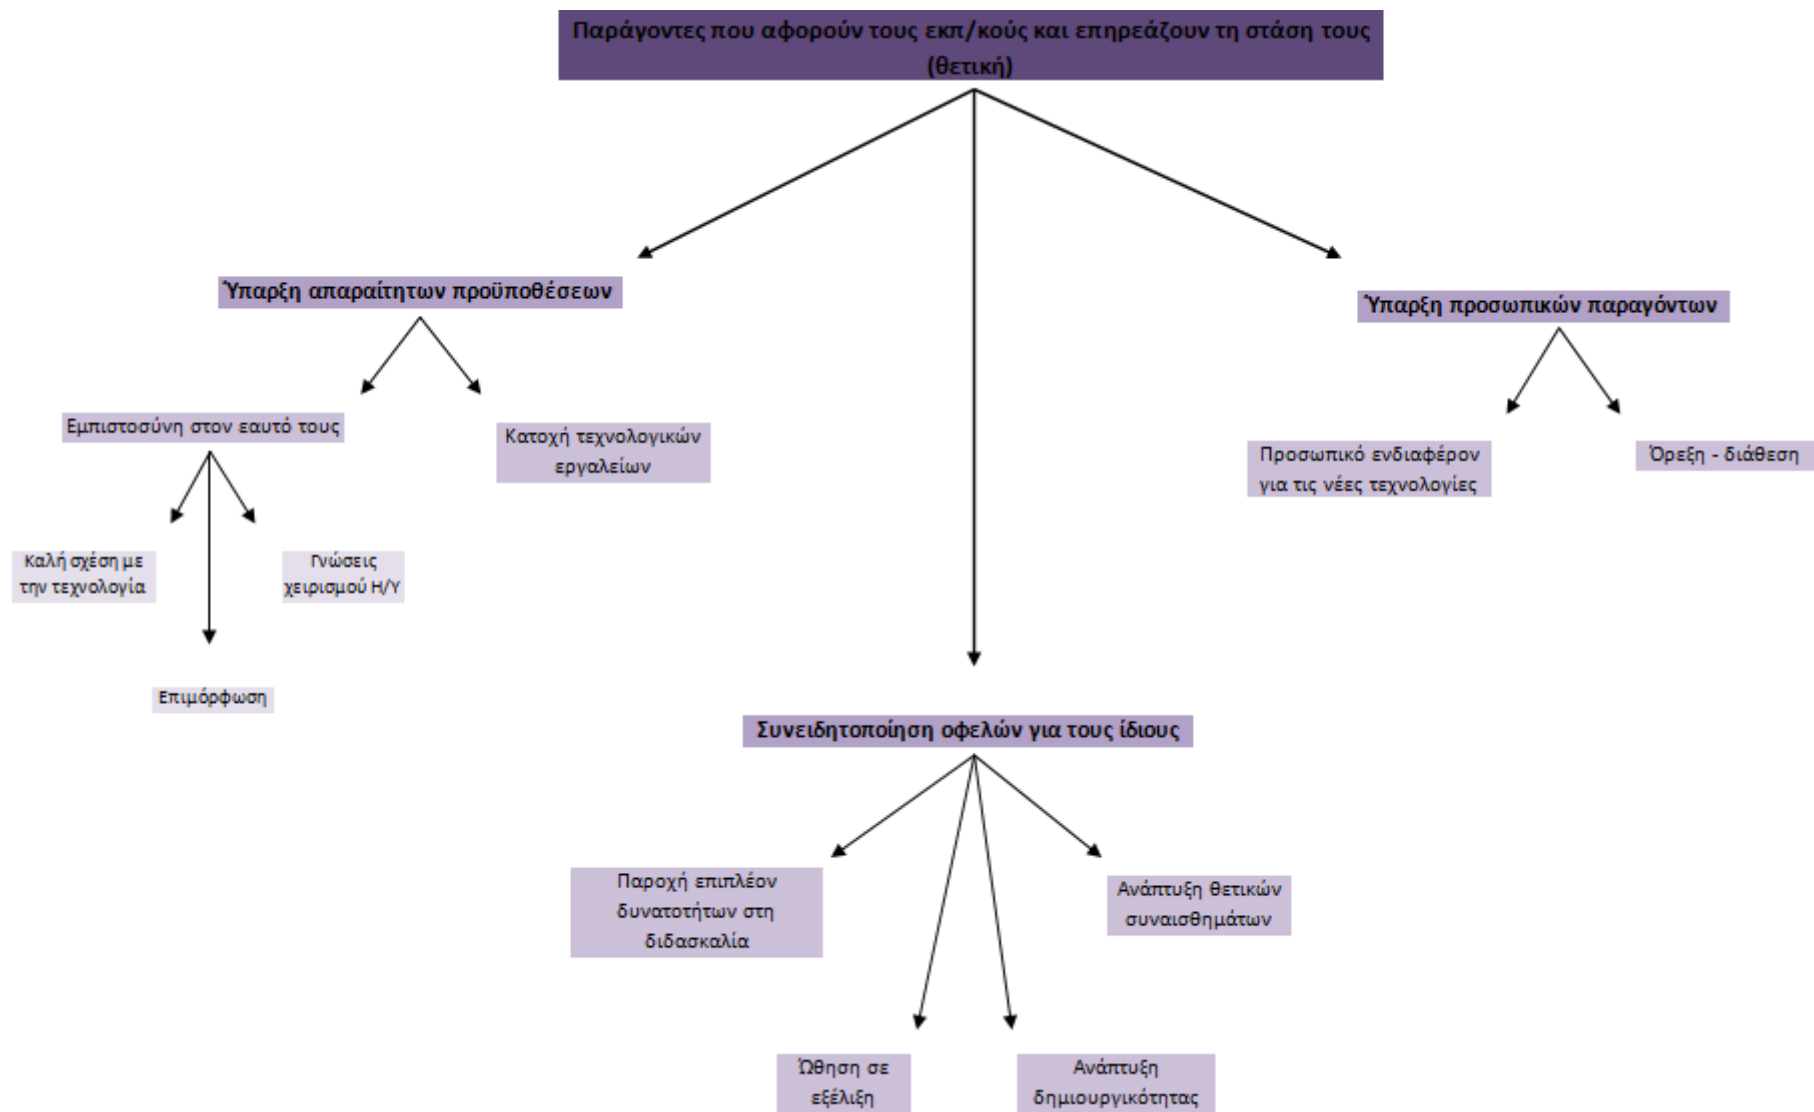 Παράγοντες που αφορούν τους εκπ/κούς και επηρεάζουν τη στάση τους
(θετική)
Ύπαρξη απαραίτητων προϋποθέσεων
Ύπαρξη προσωπικών παραγόντων
Εμπιστοσύνη στον εαυτό τους
Κατοχή τεχνολογικών
εργαλείων
Προσωπικό ενδιαφέρον
για τις νέες τεχνολογίες
Όρεξη - διάθεση
Καλή σχέση με
την τεχνολογία
Γνώσεις
χειρισμού Η/Υ
Επιμόρφωση
Συνειδητοποίηση οφελών για τους ίδιους
Παροχή επιπλέον
δυνατοτήτων στη
διδασκαλία
Ανάπτυξη θετικών
συναισθημάτων
Ώθηση σε
εξέλιξη
Ανάπτυξη
δημιουργικότητας